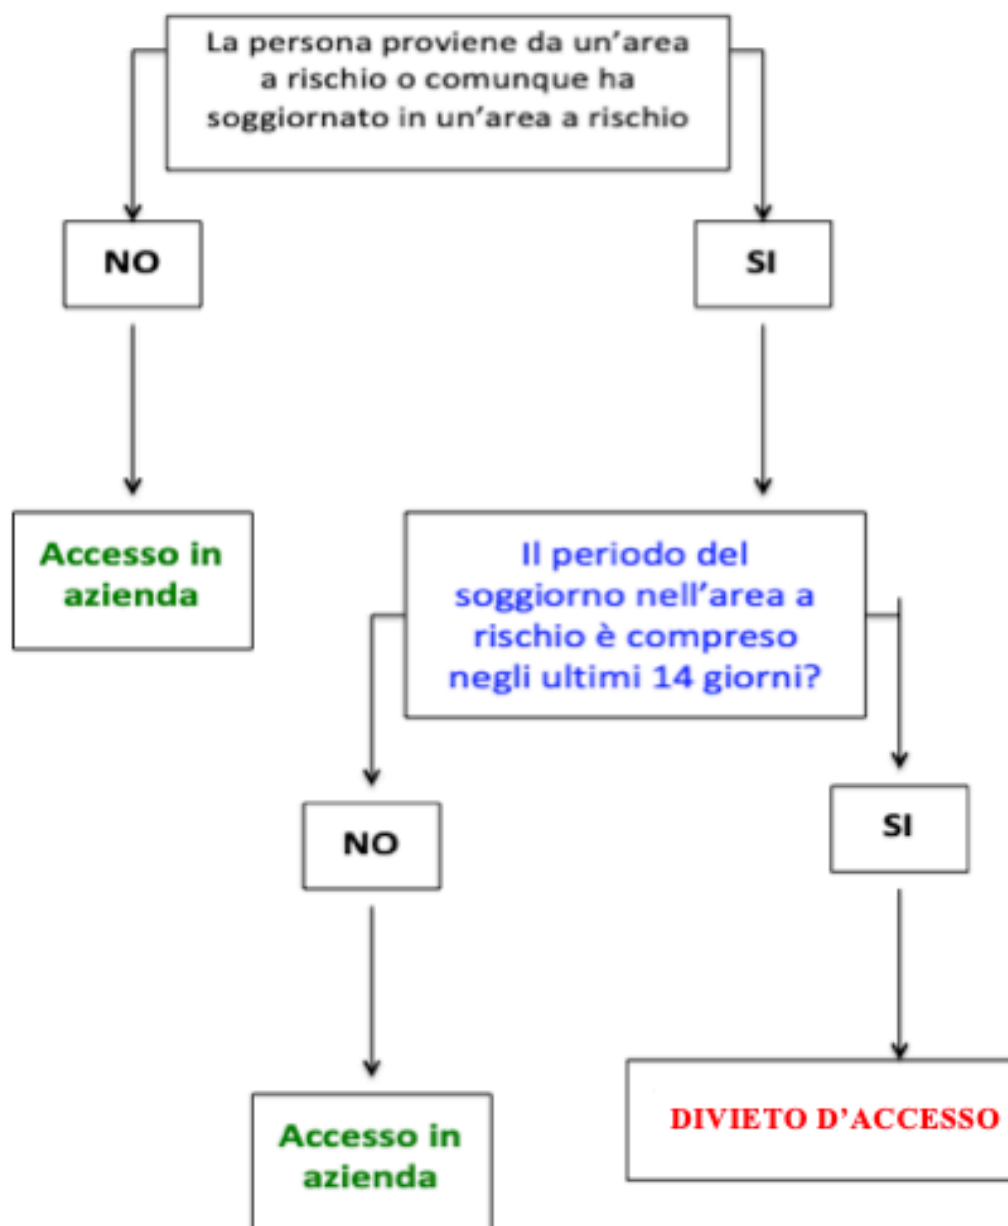 La persona proviene da un'area
a rischio o comunque ha
soggiornato in un'area a rischio
NO
SI
Accesso in
azienda
Il periodo del
soggiorno nell'area a
rischio è compreso
negli ultimi 14 giorni?
NO
SI
Accesso in
azienda
DIVIETO D'ACCESSO